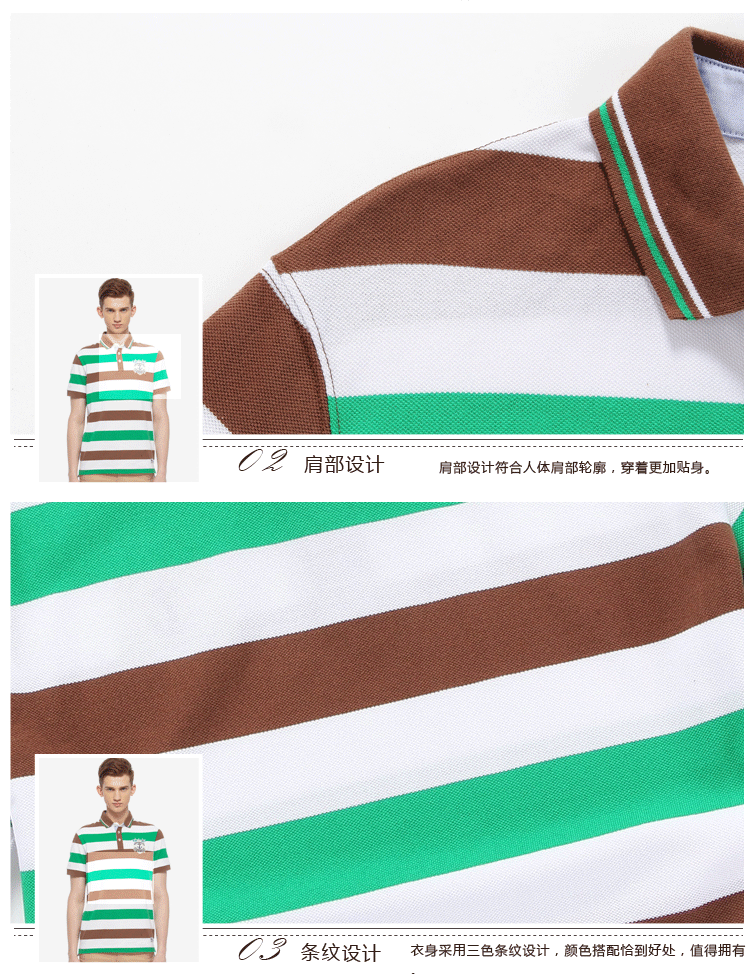 02 肩部设计 肩部设计符合人体肩部轮廓，穿着更加贴身。
03 条纹设计 衣身采用三色条纹设计，颜色搭配恰到好处，值得拥有